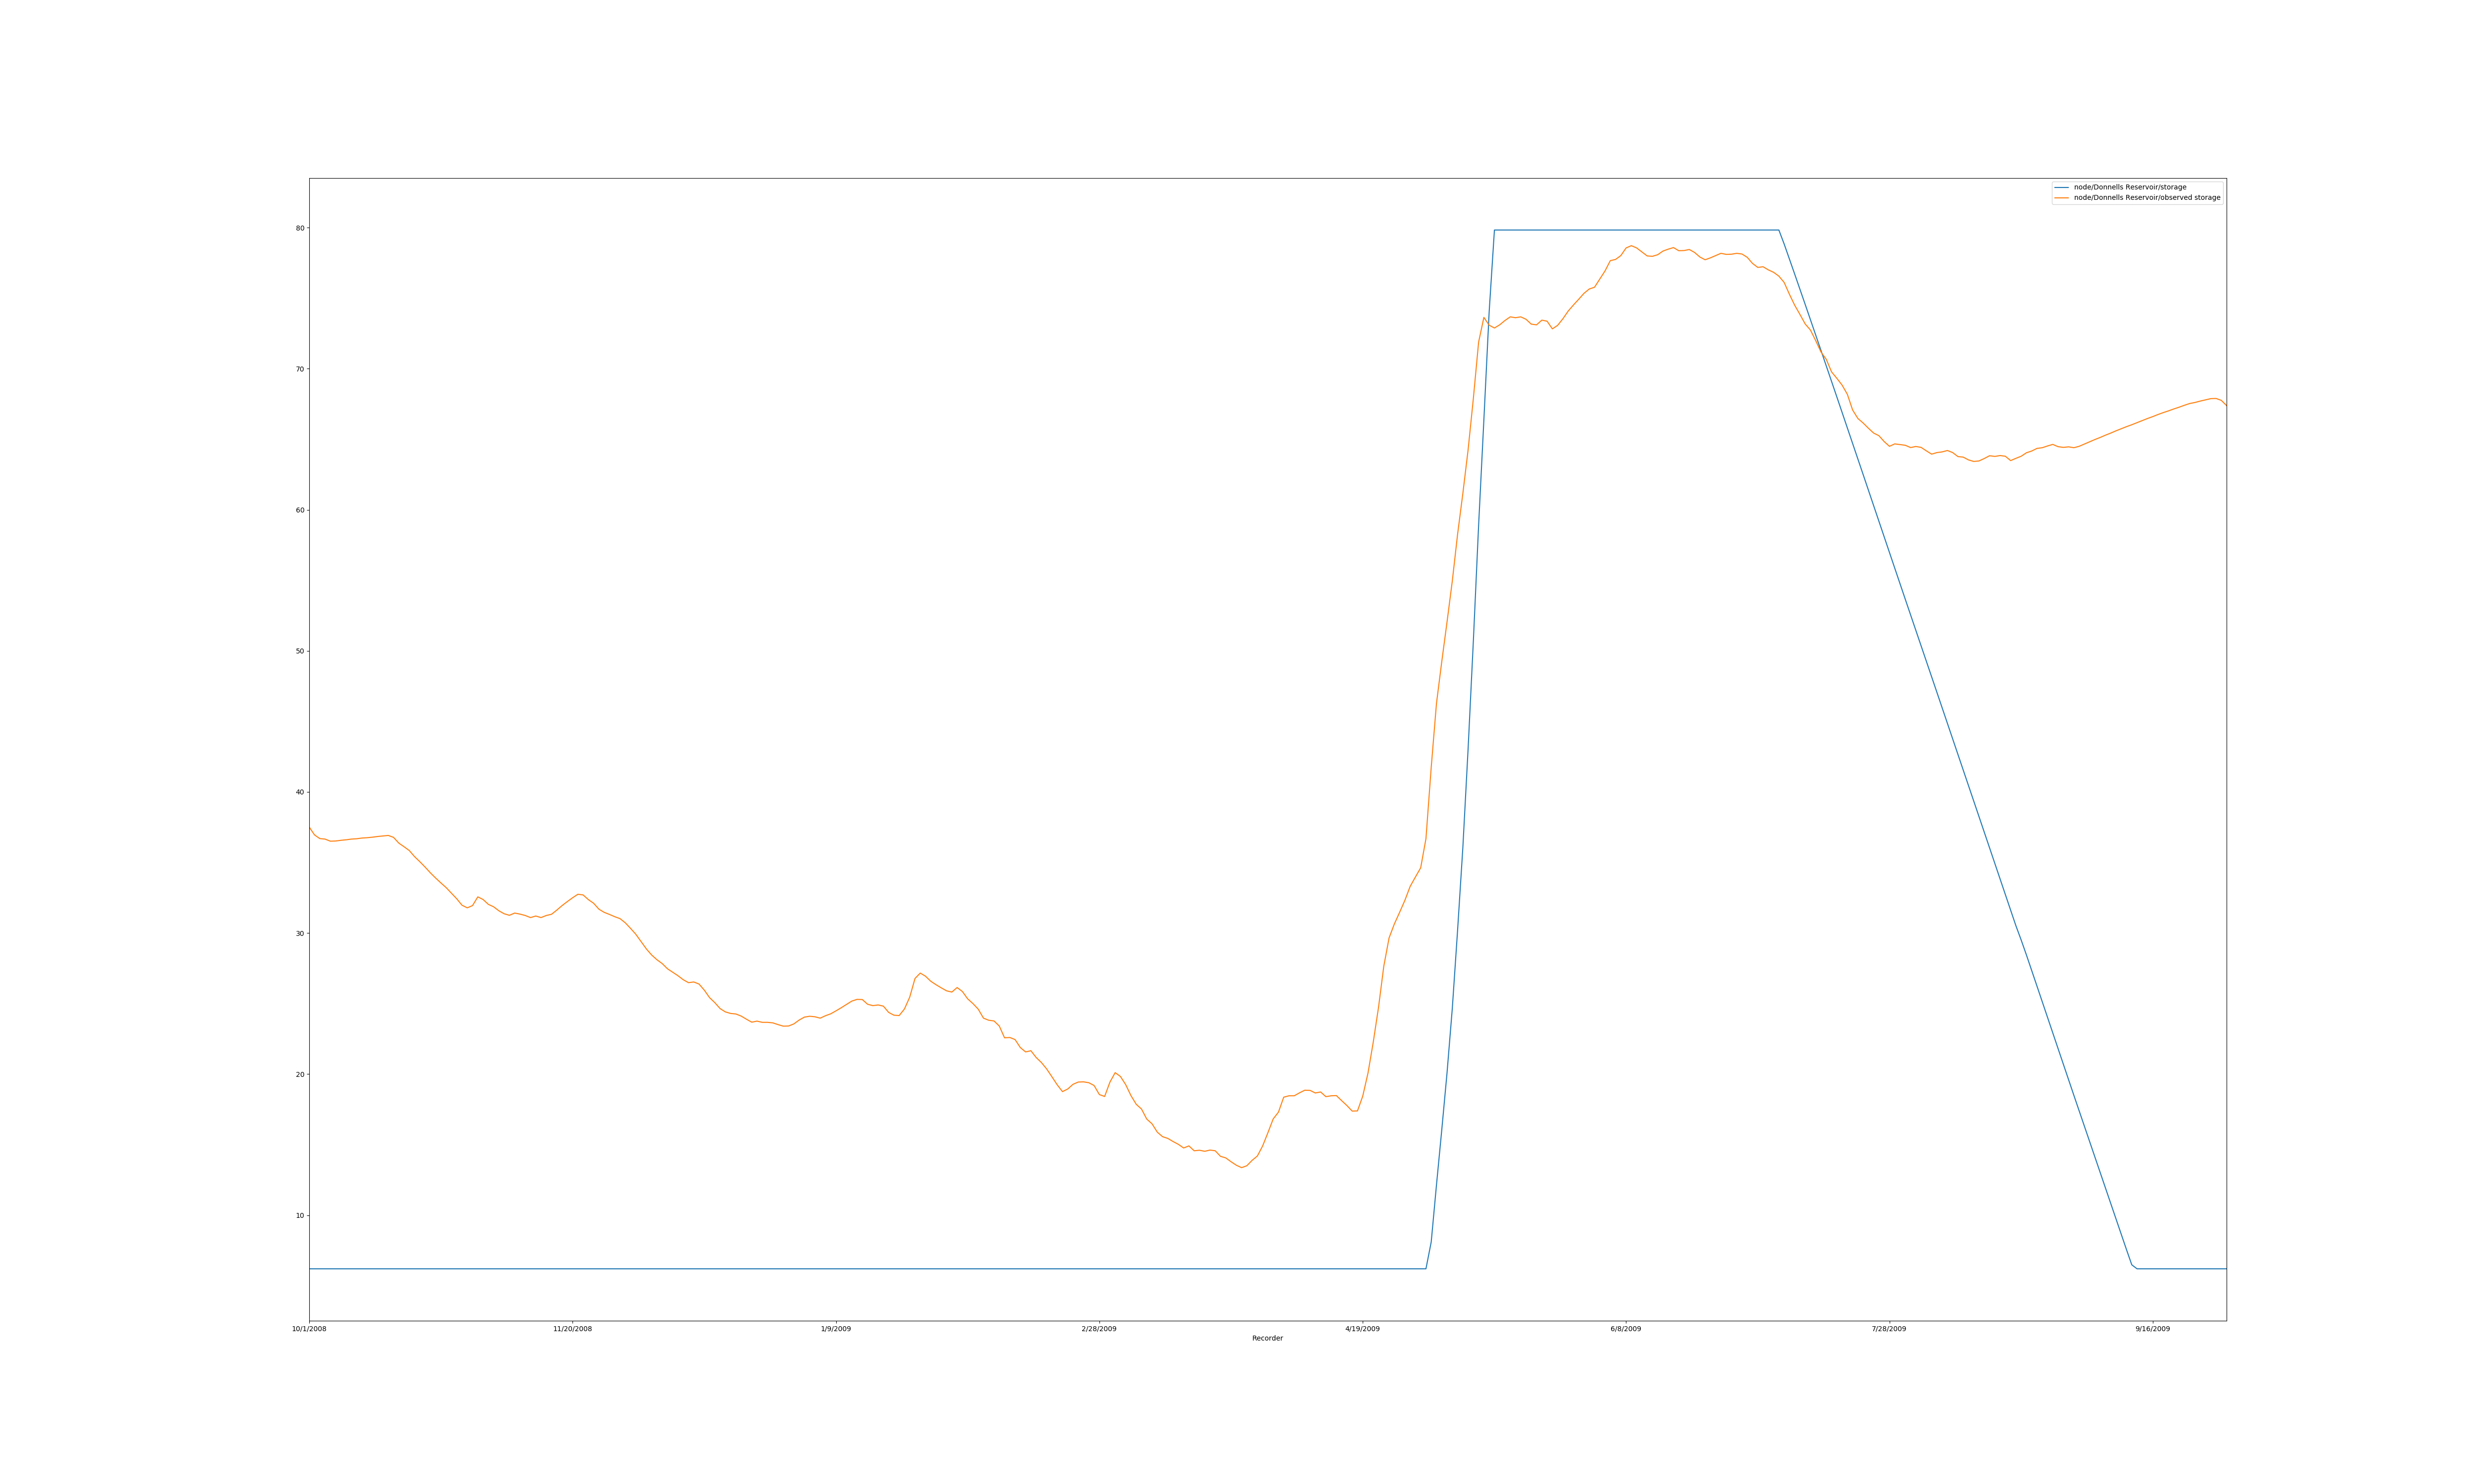 node/Donnells Reservoir/storage
node/Donnells Reservoir/observed storage
80
70
60
50
40
30
20
10
10/1/2008 11/20/2008 1/9/2009 2/28/2009 4/19/2009 6/8/2009 7/28/2009 9/16/2009
Recorder